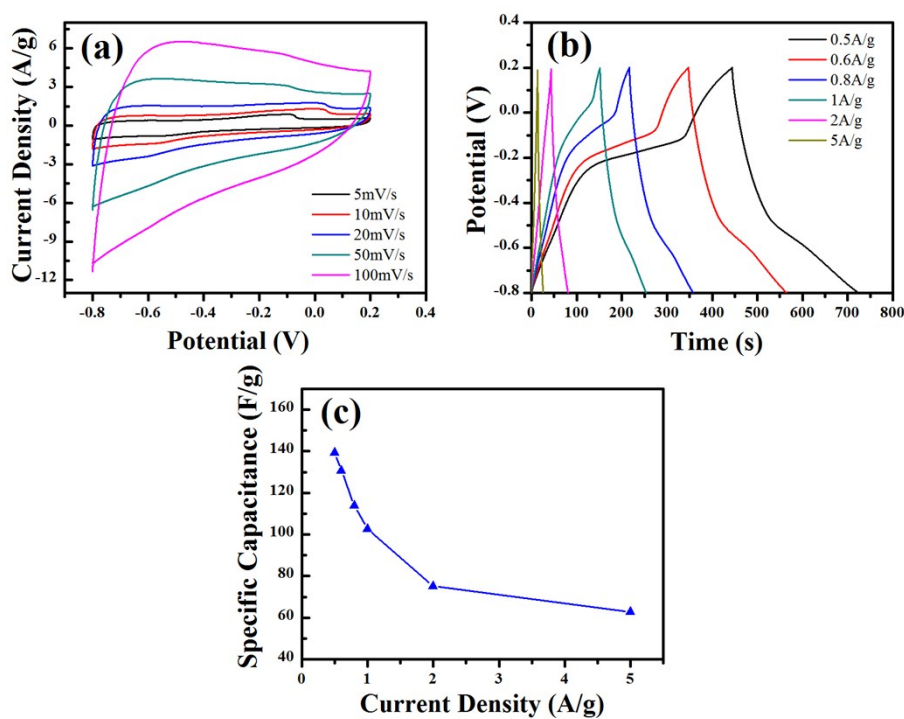 (a)
Current Density (A/g)
6
3
0
-3
-6
-9
-12
5mV/s
10mV/s
20mV/s
50mV/s
100mV/s
-0.8
-0.6
-0.4
-0.2
0.0
0.2
0.4
Potential (V)
(b)
Potential (V)
0.2
0.0
-0.2
-0.4
-0.6
-0.8
0.5A/g
0.6A/g
0.8A/g
1A/g
2A/g
5A/g
0
100
200
300
400
500
600
700
800
Time (s)
(c)
Specific Capacitance (F/g)
160
140
120
100
80
60
40
0
1
2
3
4
5
Current Density (A/g)